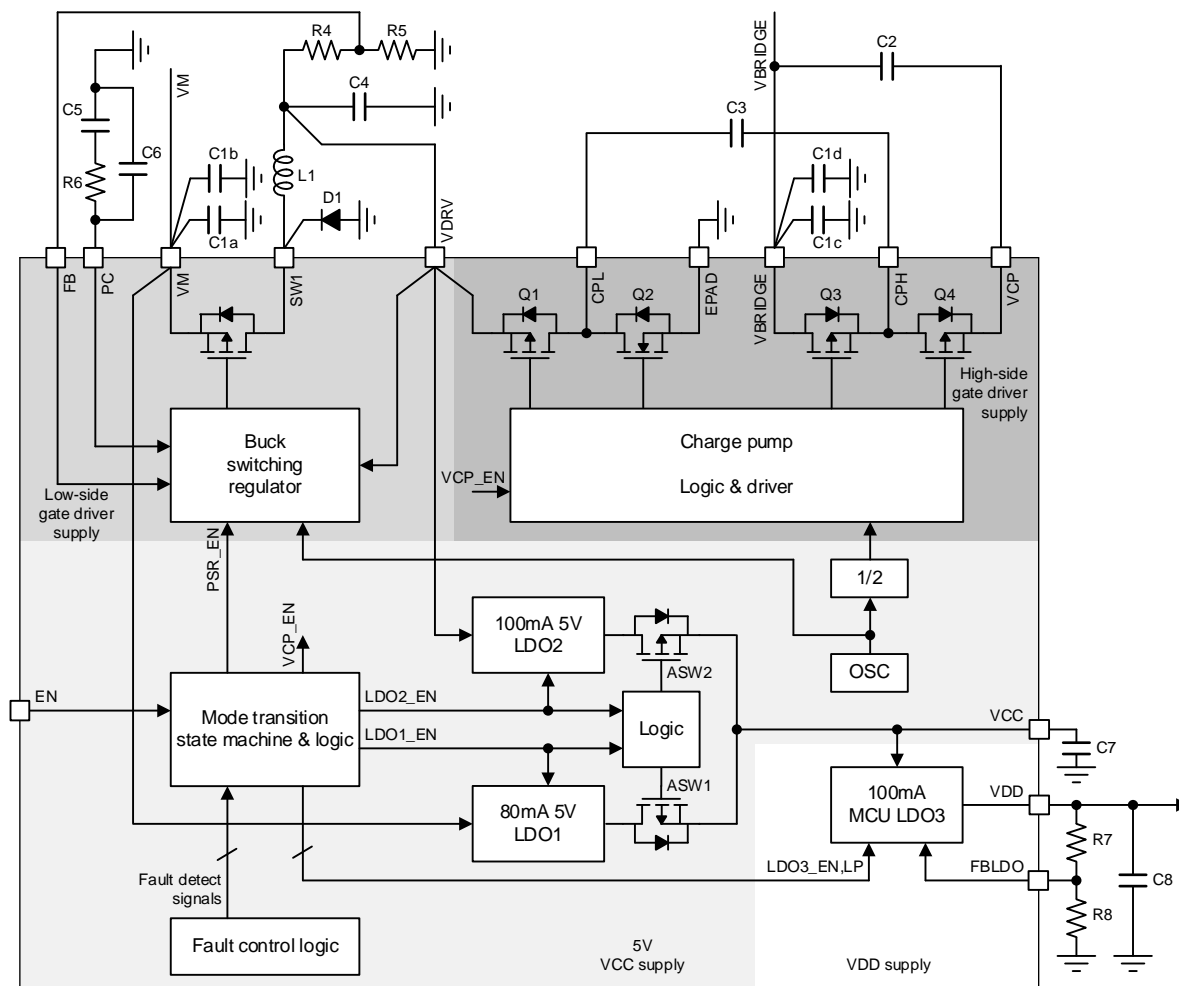 R4
R5
VBRIDGE
C2
VM
C4
C5
C3
C6
C1b
L1
C1d
R6
D1
C1a
VDRV
C1c
FB
PC
VM
SW1
CPL
EPAD
VBRIDGE
CPH
VCP
Q1
Q2
Q3
Q4
High-side
gate driver
supply
Buck
switching
regulator
Charge pump
Logic & driver
VCP_EN
Low-side
gate driver
supply
PSR_EN
1/2
VCP_EN
100mA 5V
LDO2
ASW2
OSC
EN
Mode transition
state machine & logic
LDO2_EN
LDO1_EN
Logic
VCC
C7
ASW1
80mA 5V
LDO1
100mA
MCU LDO3
VDD
R7
Fault detect
signals
LDO3_EN,LP
FBLDO
C8
R8
Fault control logic
5V
VCC supply
VDD supply